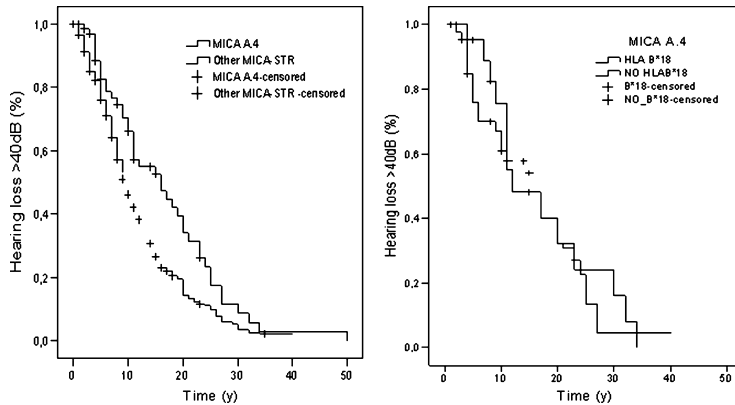 Hearing loss >40dB (%)
1,0
0,8
0,6
0,4
0,2
0,0
MICA A.4
Other MICA-STR
MICA A.4-censored
Other MICA-STR -censored
0 10 20 30 40 50
Time (y)
Hearing loss >40dB (%)
1,0
0,8
0,6
0,4
0,2
0,0
MICA A.4
HLA B*18
NO HLAB*18
B*18-censored
NO_B*18-censored
0 10 20 30 40 50
Time (y)